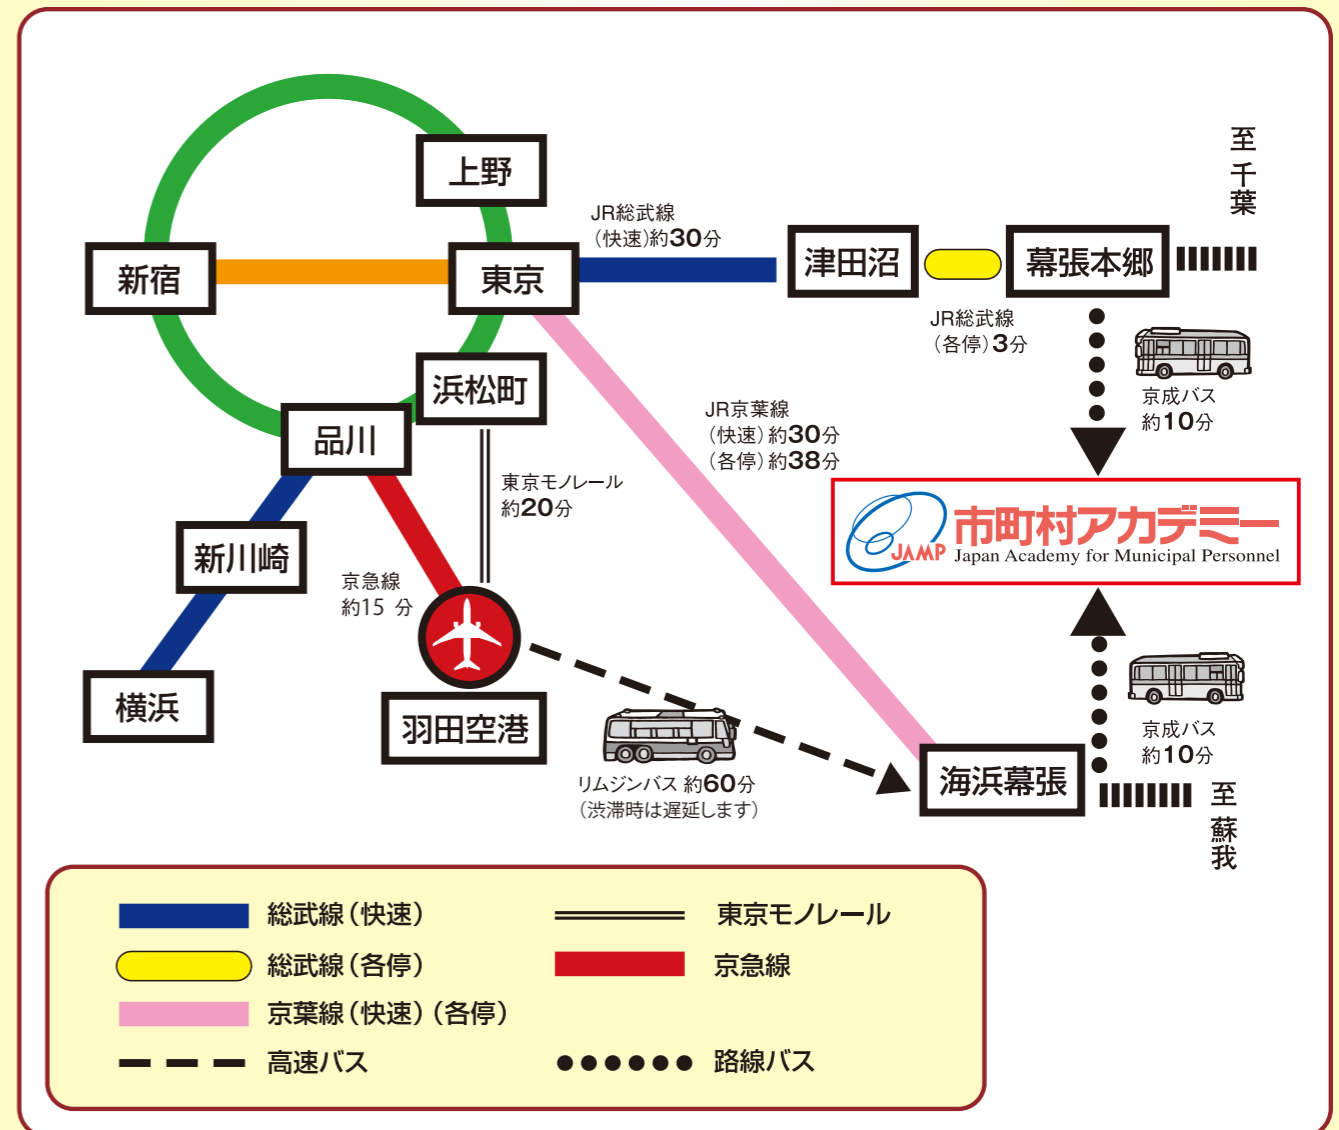 上野
新宿
東京
JR総武線
（快速）約30分
津田沼
幕張本郷
至千葉
JR総武線
（各停）3分
京成バス
約10分
浜松町
品川
JR京葉線
（快速）約30分
（各停）約38分
東京モノレール
約20分
市町村アカデミー
JAMP
Japan Academy for Municipal Personnel
新川崎
京急線
約15 分
横浜
羽田空港
リムジンバス 約60分
（渋滞時は遅延します）
海浜幕張
京成バス
約10分
至蘇我
総武線（快速）
東京モノレール
総武線（各停）
京急線
京葉線（快速）（各停）
高速バス
路線バス